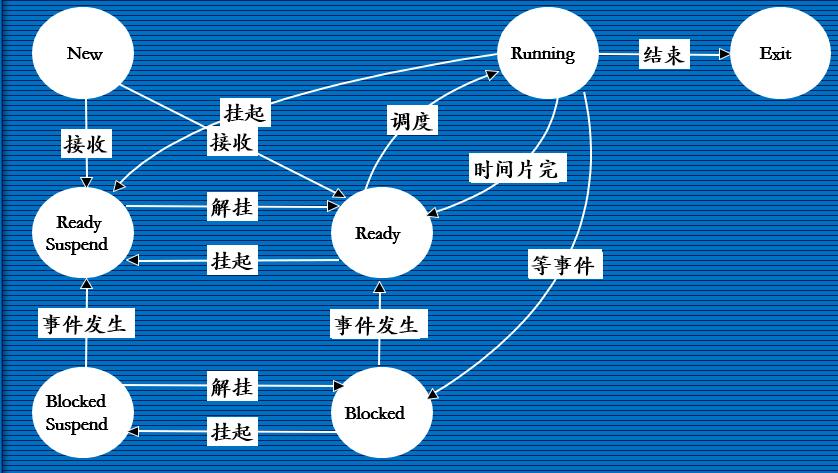 New
Running
结束
Exit
挂起
调度
接收
接收
时间片完
Ready
Suspend
解挂
Ready
挂起
等事件
事件发生
事件发生
Blocked
Suspend
解挂
Blocked
挂起